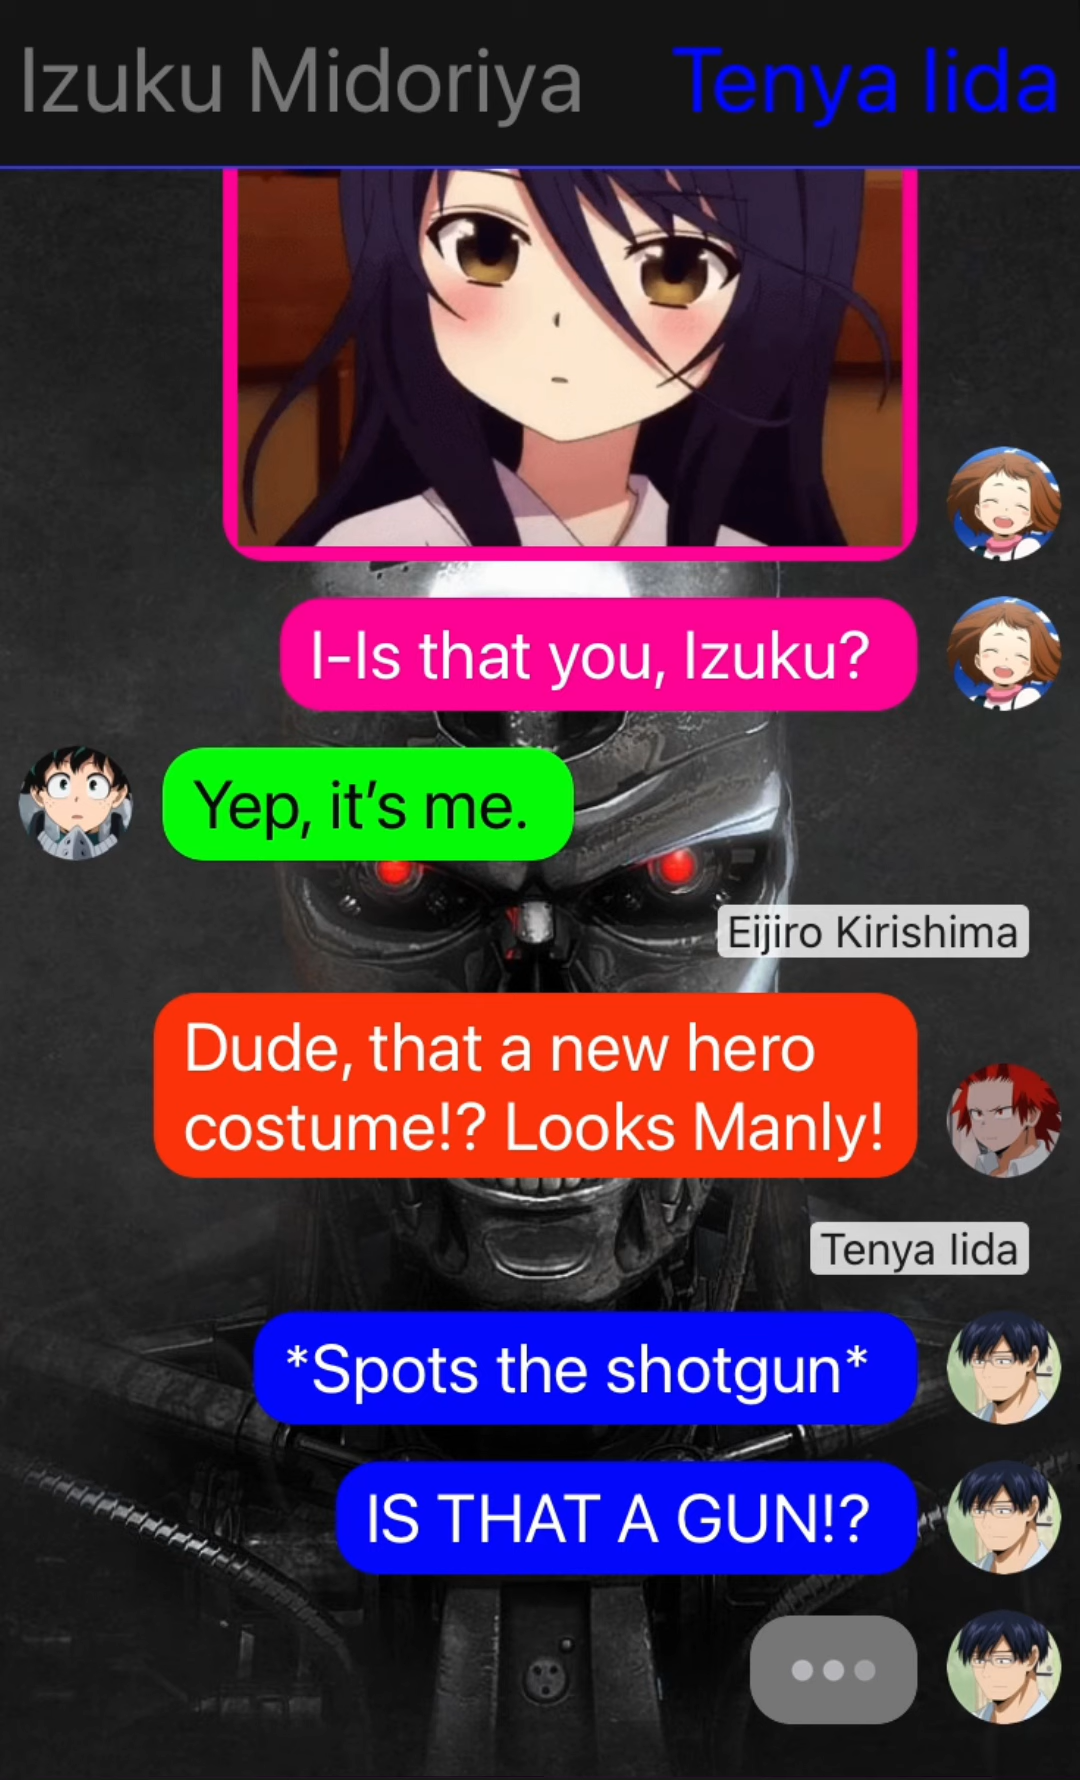 Izuku Midoriya Tenya Iida
I-Is that you, Izuku?
Yep, it’s me.
Eijiro Kirishima
Dude, that a new hero
costume!? Looks Manly!
Tenya Iida
*Spots the shotgun*
IS THAT A GUN!?